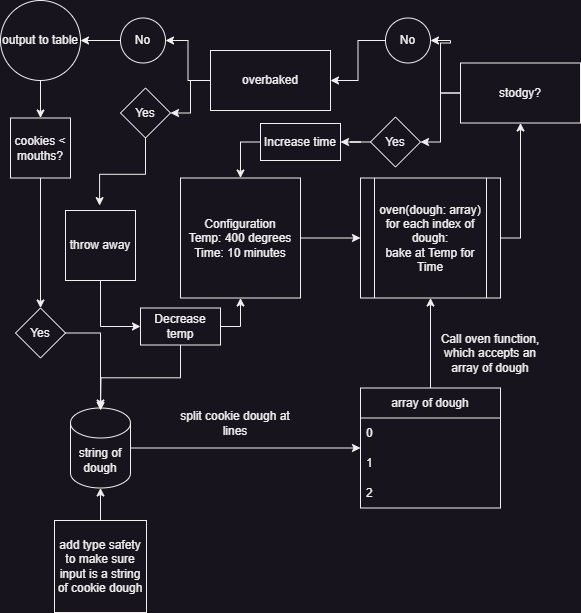 output to table
No
No
overbaked
stodgy?
Yes
cookies <
mouths?
Increase time
Yes
throw away
Configuration
Temp: 400 degrees
Time: 10 minutes
oven(dough: array)
for each index of
dough:
bake at Temp for
Time
Yes
Decrease
temp
Call oven function,
which accepts an
array of dough
array of dough
0
1
2
split cookie dough at
lines
string of
dough
add type safety
to make sure
input is a string
of cookie dough